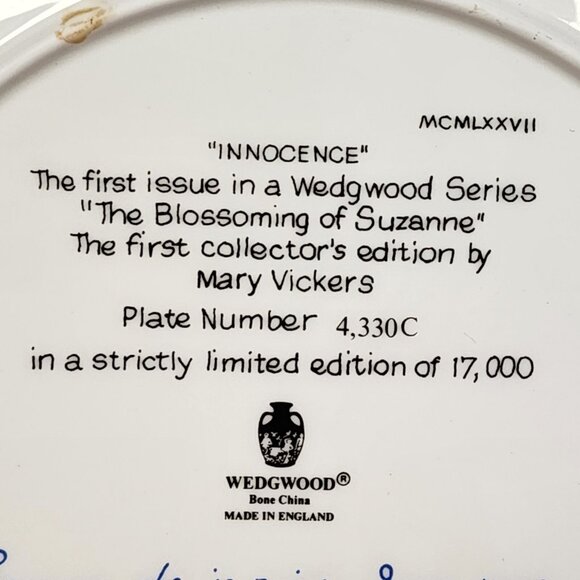 MCMLXXVII
"INNOCENCE"
The first issue in a Wedgwood Series
"The Blossoming of Suzanne"
The first collector's edition by
Mary Vickers
Plate Number 4,330C
in a strictly limited edition of 17,000
WEDGWOOD®
Bone China
MADE IN ENGLAND